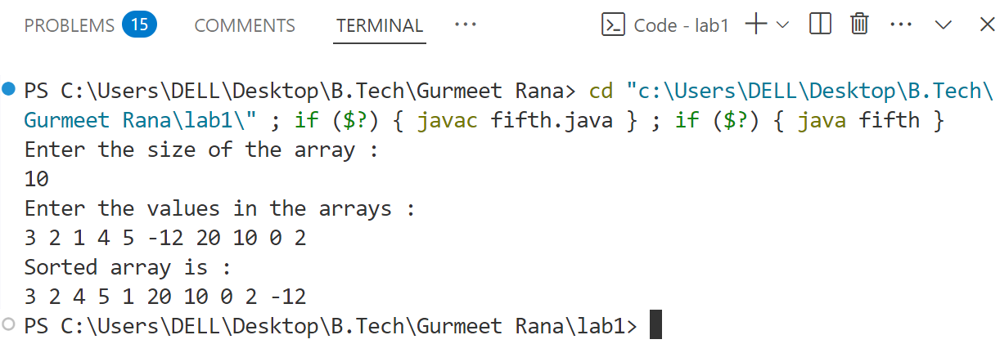 PROBLEMS 15 COMMENTS TERMINAL ··· Code - lab1 ···
PS C:\Users\DELL\Desktop\B.Tech\Gurmeet Rana> cd "c:\Users\DELL\Desktop\B.Tech\
Gurmeet Rana\lab1\" ; if ($?) { javac fifth.java } ; if ($?) { java fifth }
Enter the size of the array :
10
Enter the values in the arrays :
3 2 1 4 5 -12 20 10 0 2
Sorted array is :
3 2 4 5 1 20 10 0 2 -12
PS C:\Users\DELL\Desktop\B.Tech\Gurmeet Rana\lab1>